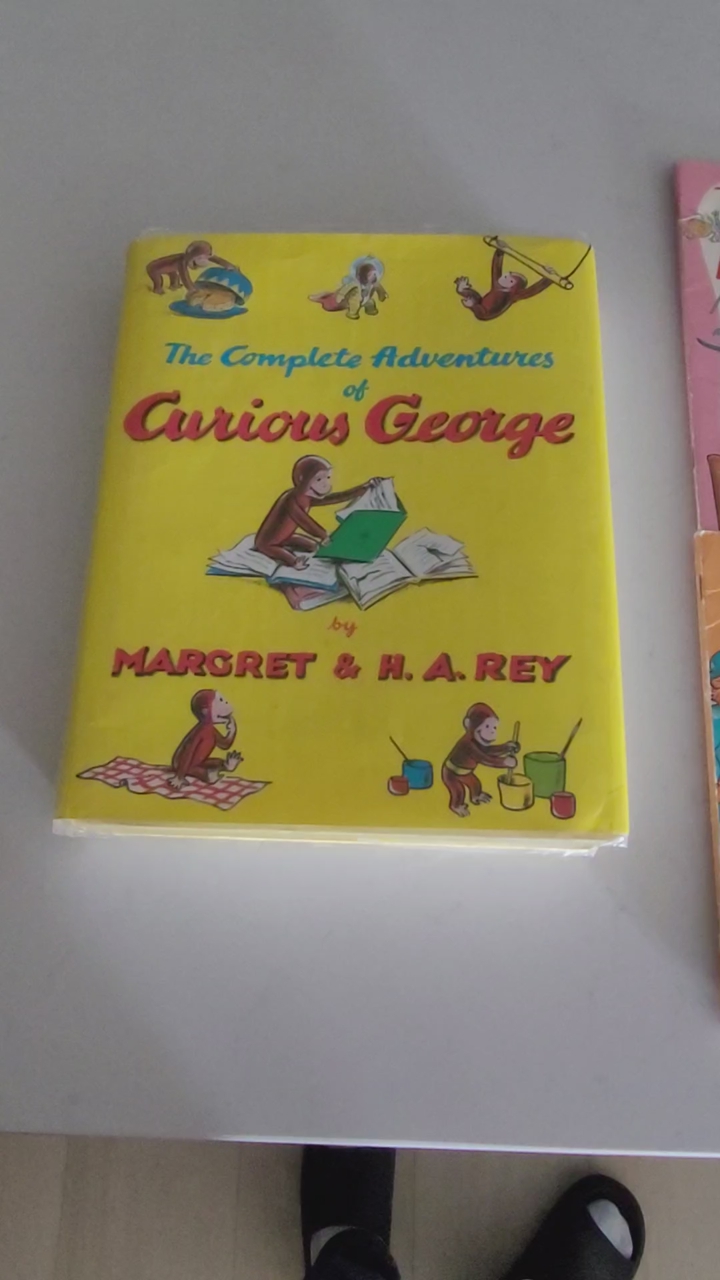 The Complete Adventures
of
Curious George
by
MARGRET & H. A. REY